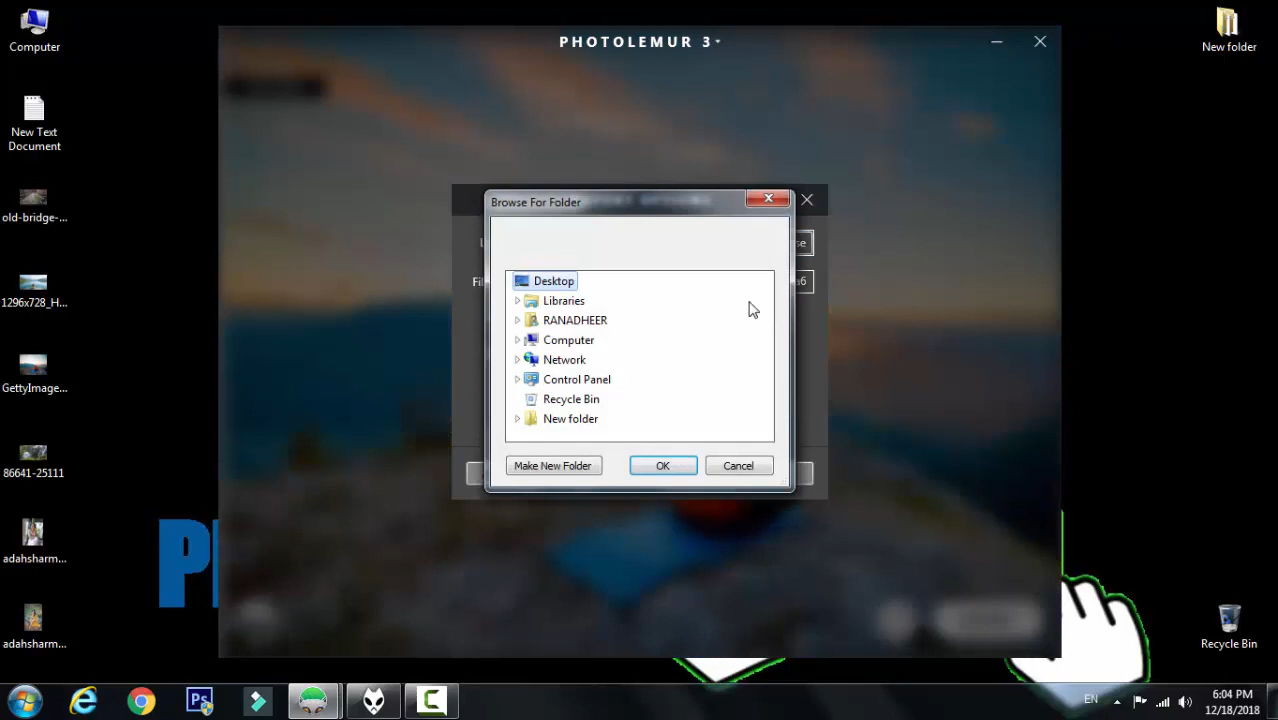 Computer
New Text
Document
old-bridge-...
1296x728_H...
GettyImage...
86641-25111
adahsharm...
adahsharm...
PHOTOLEMUR 3
Browse For Folder
Desktop
Libraries
RANADHEER
Computer
Network
Control Panel
Recycle Bin
New folder
Make New Folder
OK
Cancel
New folder
Recycle Bin
EN
6:04 PM
12/18/2018